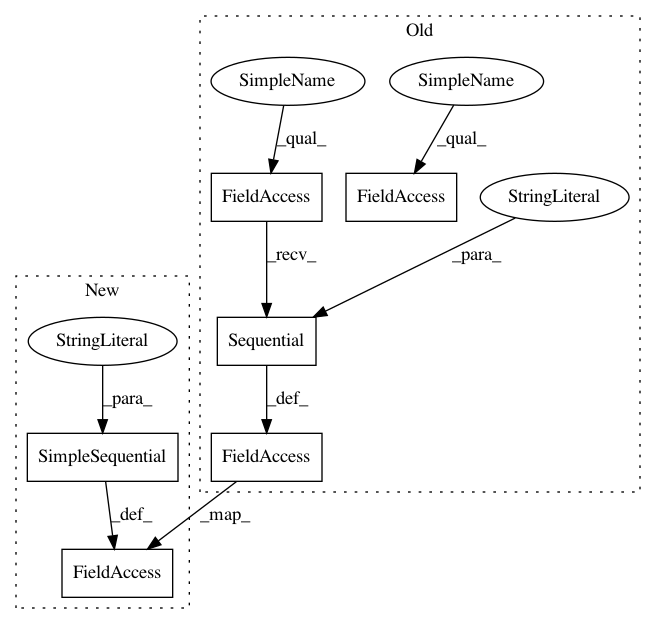 Old
SimpleName
SimpleName
_qual_
_qual_
FieldAccess
FieldAccess
StringLiteral
_recv_
_para_
New
StringLiteral
Sequential
_para_
_def_
SimpleSequential
FieldAccess
_def_
_map_
FieldAccess